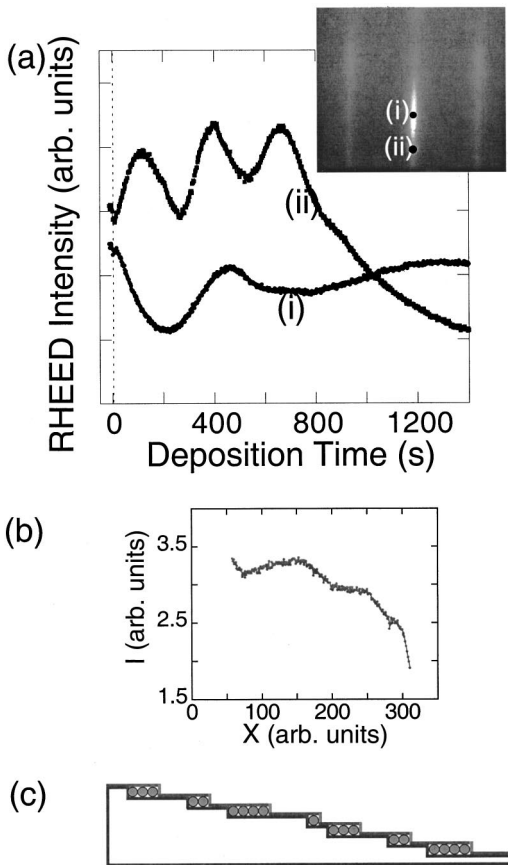 (a)
RHEED Intensity (arb. units)
(i)
(ii)
(ii)
(i)
0 400 800 1200
Deposition Time (s)
(b)
I (arb. units)
3.5
2.5
1.5
0 100 200 300
X (arb. units)
(c)